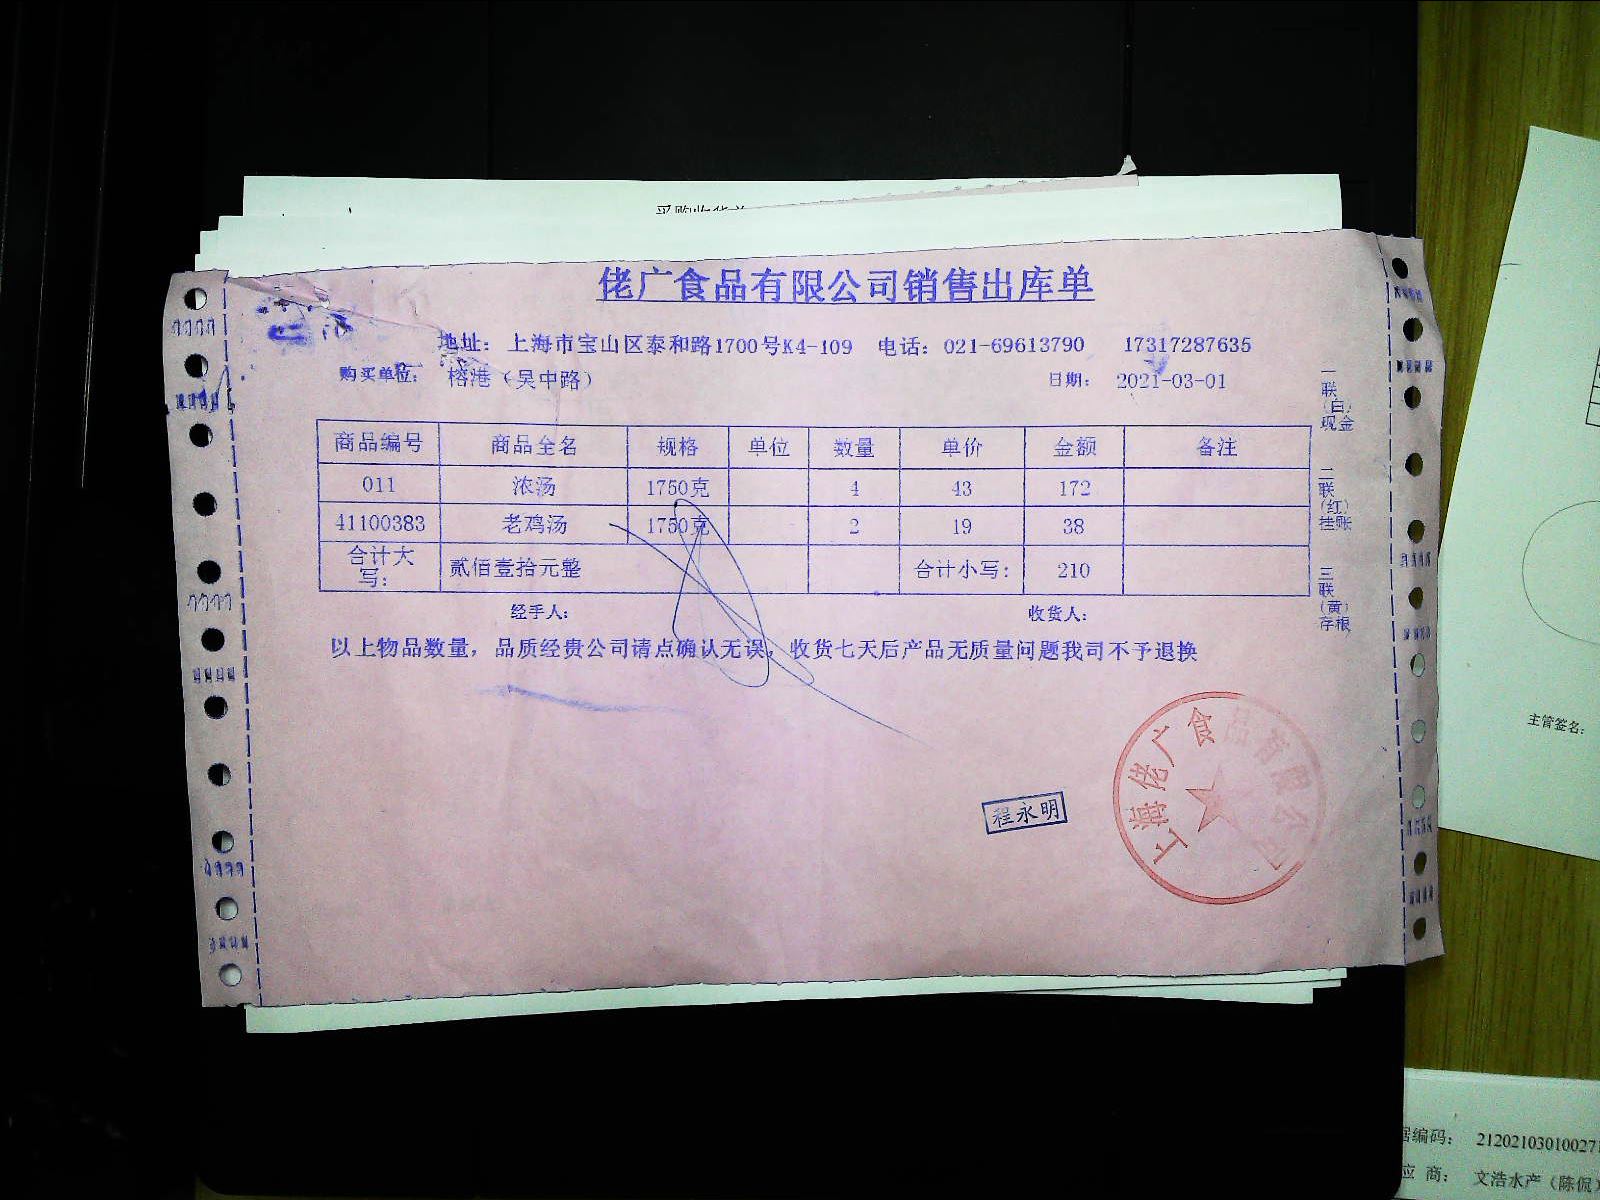 佬广食品有限公司销售出库单
地址：上海市宝山区泰和路1700号K4-109 电话：021-69613790 17317287635
购买单位：榕港（吴中路） 日期：2021-03-01
商品编号 商品全名 规格 单位 数量 单价 金额 备注
011 浓汤 1750克 4 43 172
41100383 老鸡汤 1750克 2 19 38
合计大写： 贰佰壹拾元整 合计小写： 210
经手人： 收货人：
以上物品数量，品质经贵公司请点确认无误，收货七天后产品无质量问题我司不予退换
一联（白）现金
二联（红）挂账
三联（黄）存根
程永明
上海佬广食品有限公司
主管签名：
据编码： 212021030100271
应商： 文浩水产（陈侃）